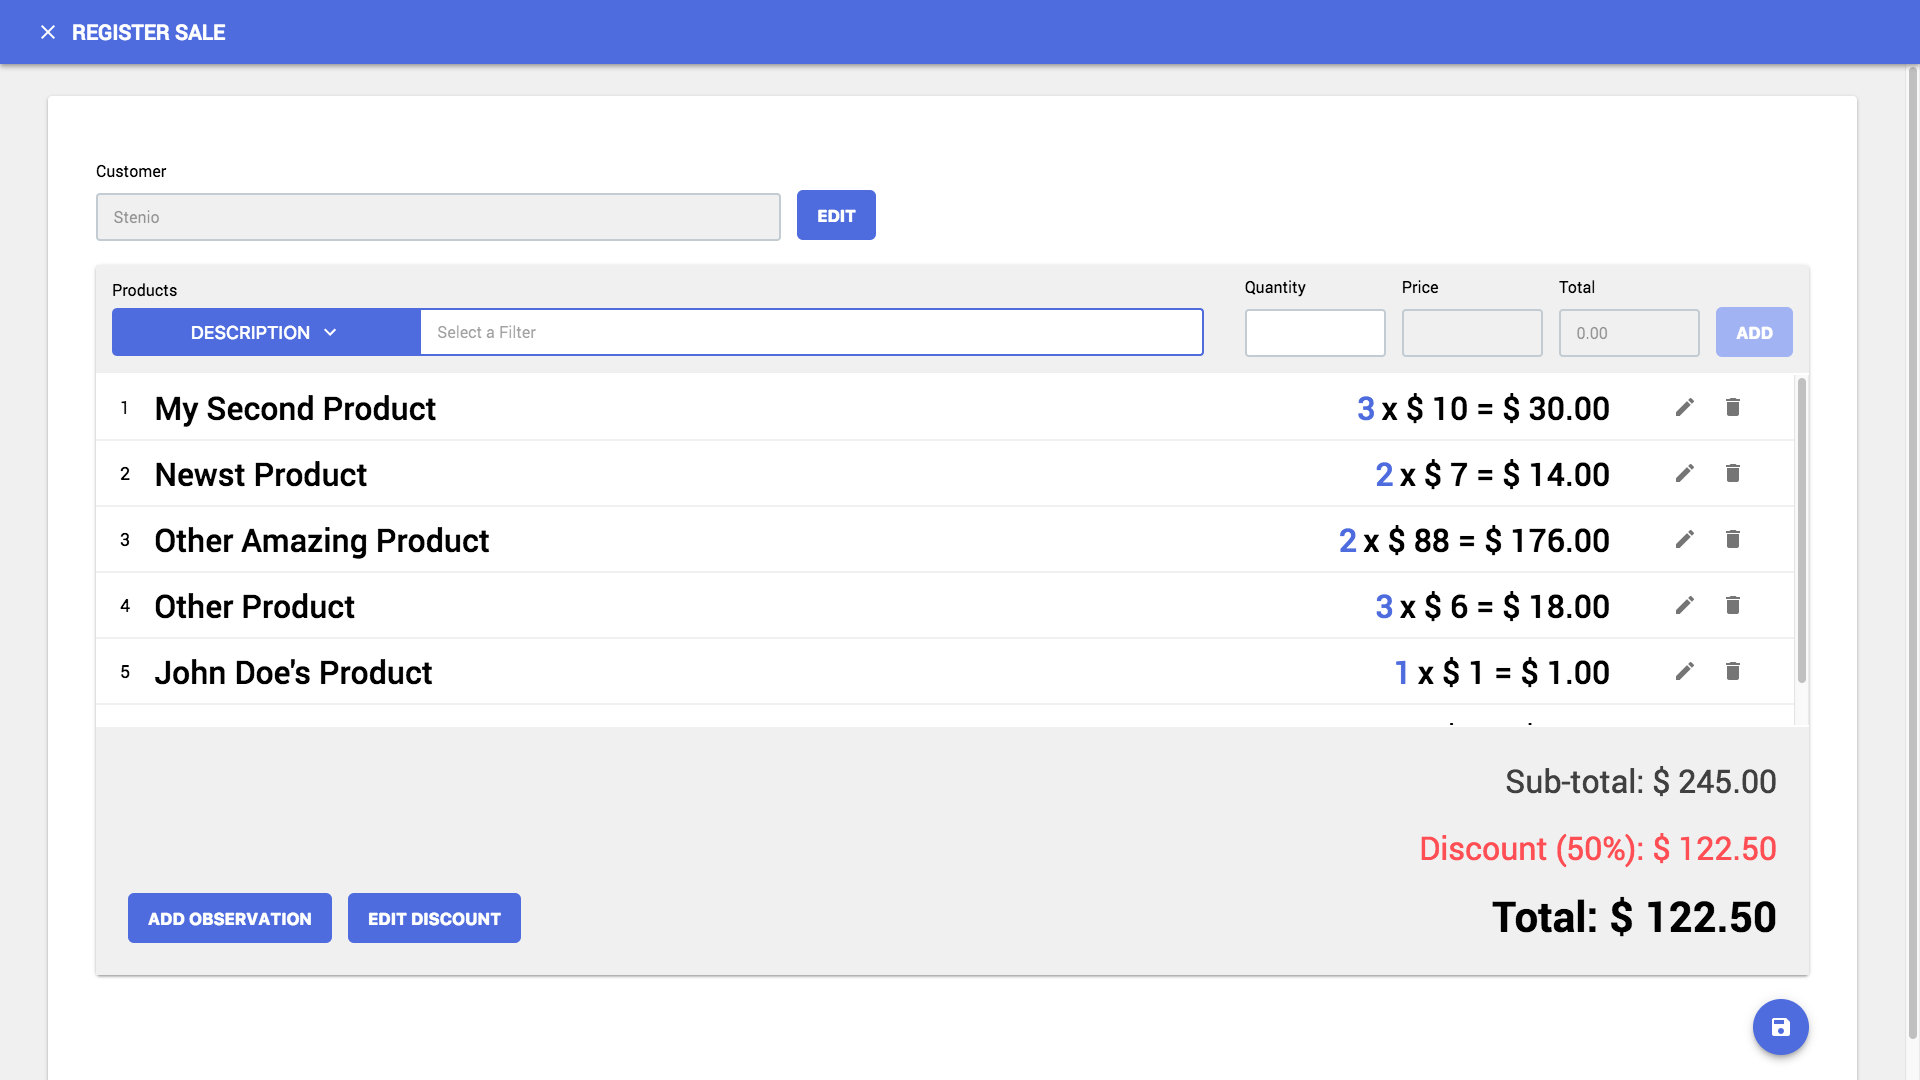 REGISTER SALE
Customer
Stenio
EDIT
Products
Quantity
Price
Total
DESCRIPTION
Select a Filter
0.00
ADD
1 My Second Product 3 x $ 10 = $ 30.00
2 Newst Product 2 x $ 7 = $ 14.00
3 Other Amazing Product 2 x $ 88 = $ 176.00
4 Other Product 3 x $ 6 = $ 18.00
5 John Doe's Product 1 x $ 1 = $ 1.00
Sub-total: $ 245.00
Discount (50%): $ 122.50
Total: $ 122.50
ADD OBSERVATION
EDIT DISCOUNT